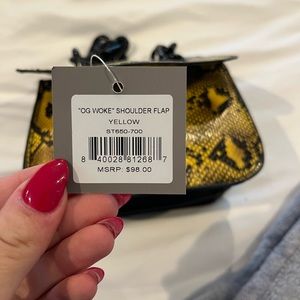 "OG WOKE" SHOULDER FLAP
YELLOW
ST650-700
8 40028 81268 7
MSRP: $98.00